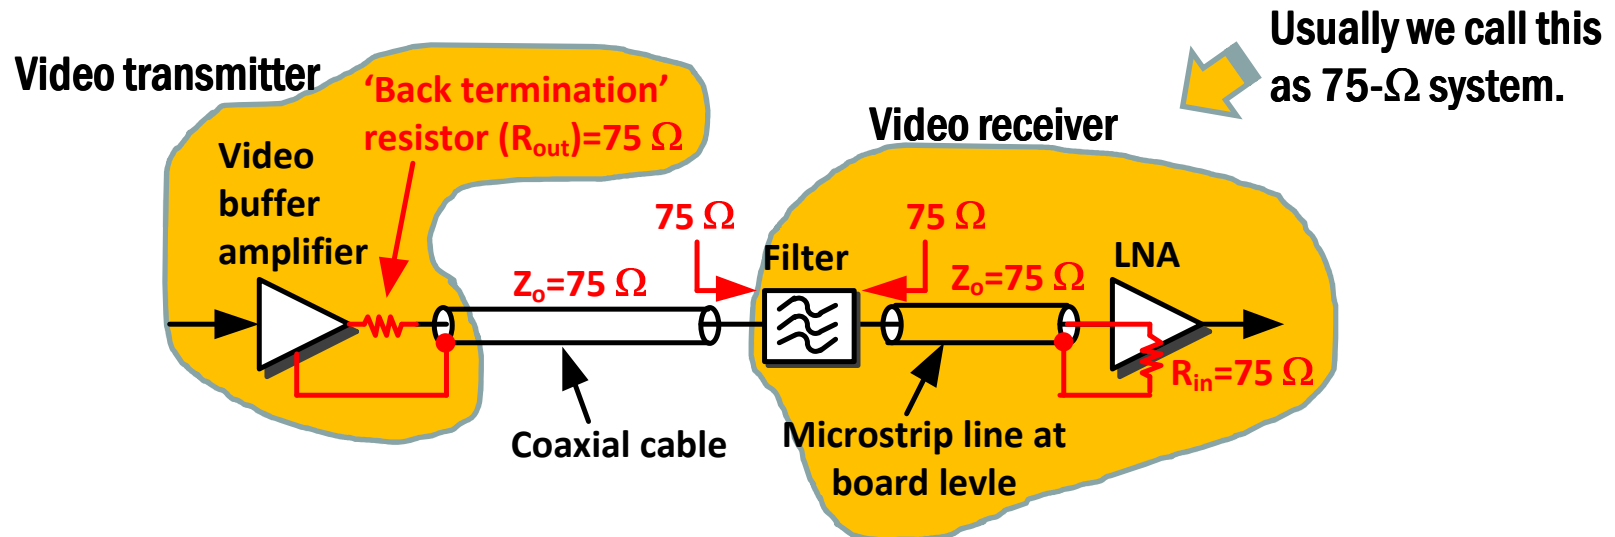 Usually we call this
as 75-Ω system.
Video transmitter
‘Back termination’
resistor (Rout)=75 Ω
Video receiver
Video
buffer
amplifier
75 Ω
75 Ω
Filter
LNA
Zo=75 Ω
Zo=75 Ω
Rin=75 Ω
Coaxial cable
Microstrip line at
board levle